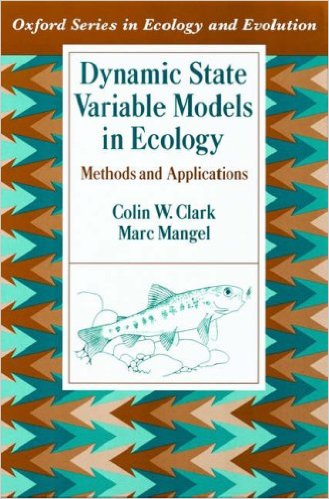 Oxford Series in Ecology and Evolution
Dynamic State
Variable Models
in Ecology
Methods and Applications
Colin W. Clark
Marc Mangel